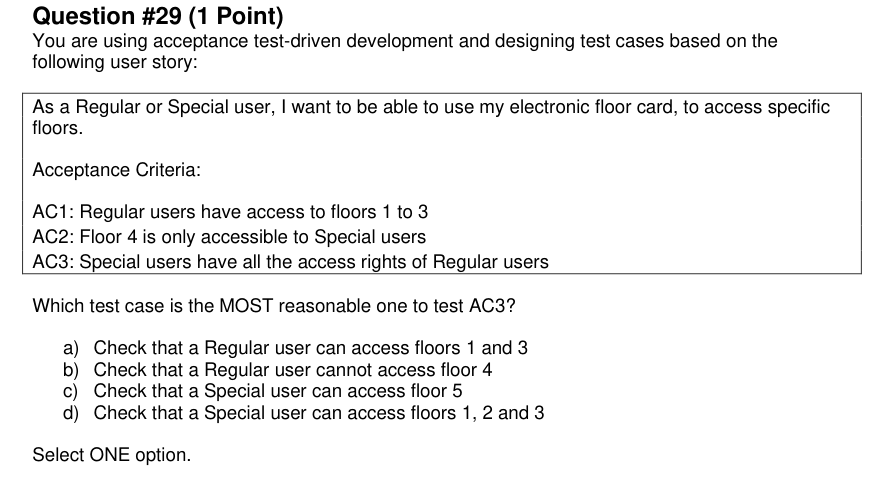 Question #29 (1 Point)
You are using acceptance test-driven development and designing test cases based on the
following user story:
As a Regular or Special user, I want to be able to use my electronic floor card, to access specific
floors.
Acceptance Criteria:
AC1: Regular users have access to floors 1 to 3
AC2: Floor 4 is only accessible to Special users
AC3: Special users have all the access rights of Regular users
Which test case is the MOST reasonable one to test AC3?
a) Check that a Regular user can access floors 1 and 3
b) Check that a Regular user cannot access floor 4
c) Check that a Special user can access floor 5
d) Check that a Special user can access floors 1, 2 and 3
Select ONE option.